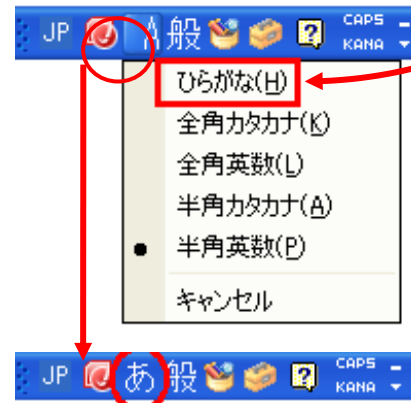 JP A 般 CAPS
KANA
ひらがな(H)
全角カタカナ(K)
全角英数(L)
半角カタカナ(A)
半角英数(P)
キャンセル
JP あ 般 CAPS
KANA